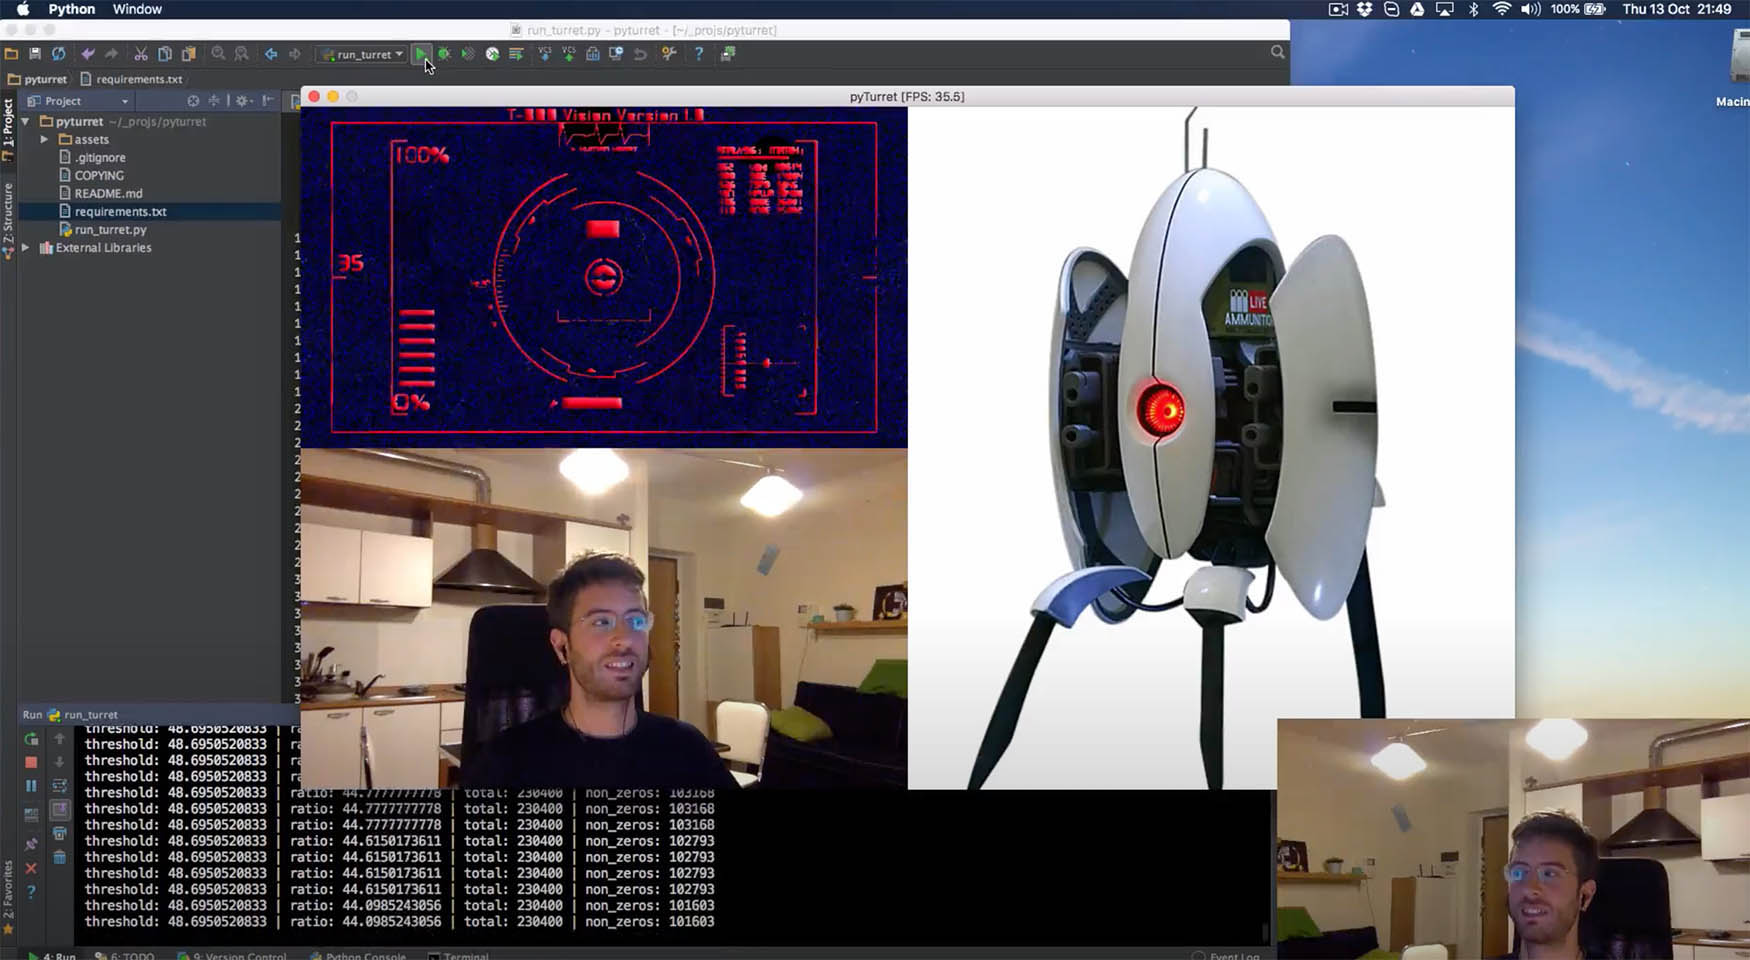 Python Window
100% Thu 13 Oct 21:49
run_turret.py - pyturret - [~/_projs/pyturret]
run_turret
VCS VCS
pyturret requirements.txt
Project
pyturret ~/_projs/pyturret
assets
.gitignore
COPYING
README.md
requirements.txt
run_turret.py
External Libraries
1: Project
Z: Structure
2: Favorites
pyTurret [FPS: 35.5]
Vision Version
100%
35
0%
LIVE
AMMUNITIO
Macin
Run run_turret
threshold: 48.6950520833 | ra
threshold: 48.6950520833 | ra
threshold: 48.6950520833 | ra
threshold: 48.6950520833 | ra
threshold: 48.6950520833 | ratio: 44.7777777778 | total: 230400 | non_zeros: 103168
threshold: 48.6950520833 | ratio: 44.7777777778 | total: 230400 | non_zeros: 103168
threshold: 48.6950520833 | ratio: 44.7777777778 | total: 230400 | non_zeros: 103168
threshold: 48.6950520833 | ratio: 44.6150173611 | total: 230400 | non_zeros: 102793
threshold: 48.6950520833 | ratio: 44.6150173611 | total: 230400 | non_zeros: 102793
threshold: 48.6950520833 | ratio: 44.6150173611 | total: 230400 | non_zeros: 102793
threshold: 48.6950520833 | ratio: 44.6150173611 | total: 230400 | non_zeros: 102793
threshold: 48.6950520833 | ratio: 44.0985243056 | total: 230400 | non_zeros: 101603
threshold: 48.6950520833 | ratio: 44.0985243056 | total: 230400 | non_zeros: 101603
4: Run 6: TODO 9: Version Control Python Console Terminal Event Log